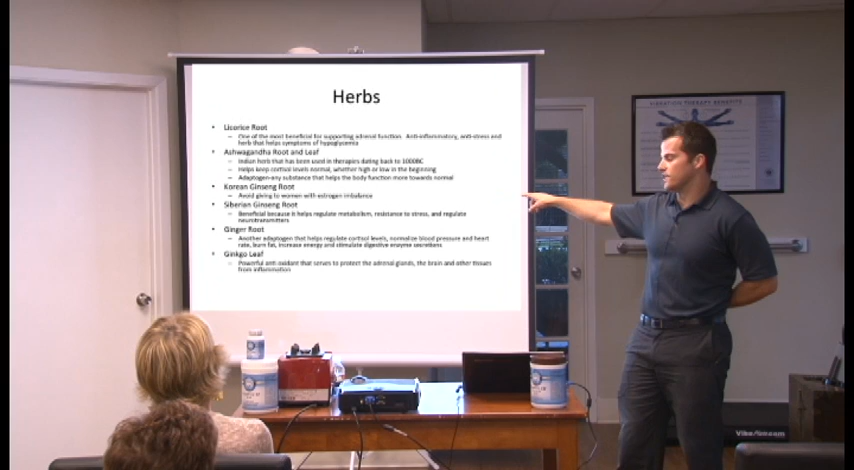 Herbs
• Licorice Root
– One of the most beneficial for supporting adrenal function. Anti-inflammatory, anti-stress and
herb that helps symptoms of hypoglycemia
• Ashwagandha Root and Leaf
– Indian herb that has been used in therapies dating back to 1000BC
– Helps keep cortisol levels normal, whether high or low in the beginning
– Adaptogen-any substance that helps the body function more towards normal
• Korean Ginseng Root
– Avoid giving to women with estrogen imbalance
• Siberian Ginseng Root
– Beneficial because it helps regulate metabolism, resistance to stress, and regulate
neurotransmitters
• Ginger Root
– Another adaptogen that helps regulate cortisol levels, normalize blood pressure and heart
rate, burn fat, increase energy and stimulate digestive enzyme secretions
• Ginkgo Leaf
– Powerful anti-oxidant that serves to protect the adrenal glands, the brain and other tissues
from inflammation
VIBRATION THERAPY BENEFITS